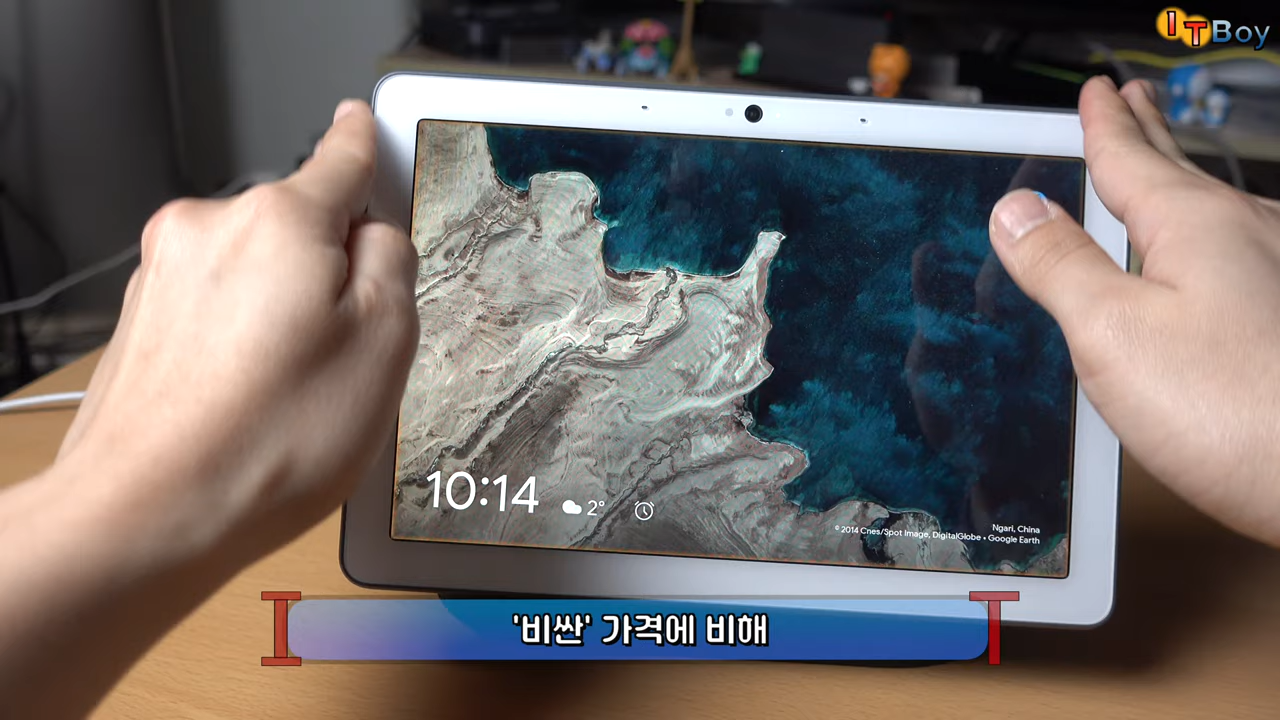 ITBoy
10:14 2°
Ngari, China
© 2014 Cnes/Spot Image, DigitalGlobe • Google Earth
'비싼' 가격에 비해